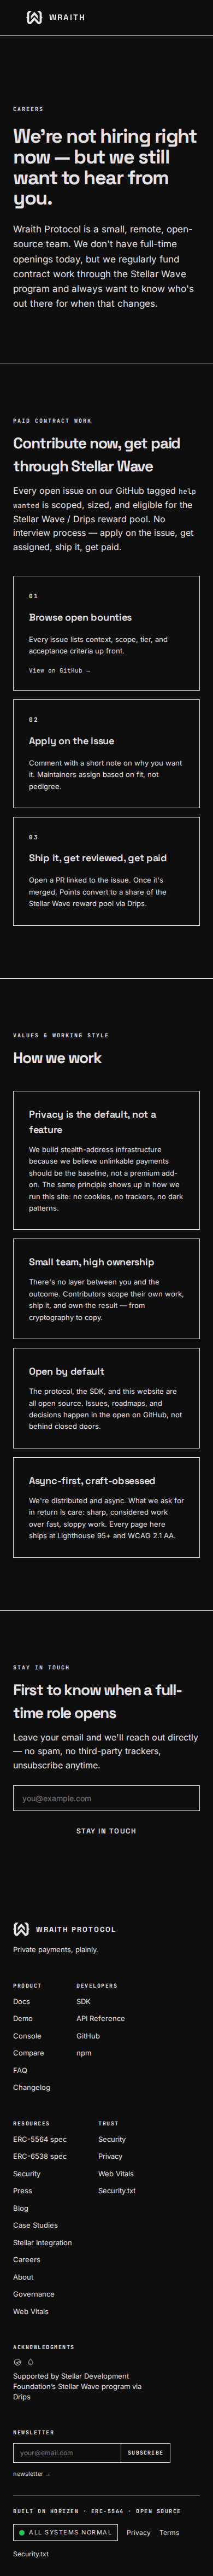 WRAITH
CAREERS
We're not hiring right
now — but we still
want to hear from
you.
Wraith Protocol is a small, remote, open-
source team. We don't have full-time
openings today, but we regularly fund
contract work through the Stellar Wave
program and always want to know who's
out there for when that changes.
PAID CONTRACT WORK
Contribute now, get paid
through Stellar Wave
Every open issue on our GitHub tagged help
wanted is scoped, sized, and eligible for the
Stellar Wave / Drips reward pool. No
interview process — apply on the issue, get
assigned, ship it, get paid.
01
Browse open bounties
Every issue lists context, scope, tier, and
acceptance criteria up front.
View on GitHub →
02
Apply on the issue
Comment with a short note on why you want
it. Maintainers assign based on fit, not
pedigree.
03
Ship it, get reviewed, get paid
Open a PR linked to the issue. Once it's
merged, Points convert to a share of the
Stellar Wave reward pool via Drips.
VALUES & WORKING STYLE
How we work
Privacy is the default, not a
feature
We build stealth-address infrastructure
because we believe unlinkable payments
should be the baseline, not a premium add-
on. The same principle shows up in how we
run this site: no cookies, no trackers, no dark
patterns.
Small team, high ownership
There's no layer between you and the
outcome. Contributors scope their own work,
ship it, and own the result — from
cryptography to copy.
Open by default
The protocol, the SDK, and this website are
all open source. Issues, roadmaps, and
decisions happen in the open on GitHub, not
behind closed doors.
Async-first, craft-obsessed
We're distributed and async. What we ask for
in return is care: sharp, considered work
over fast, sloppy work. Every page here
ships at Lighthouse 95+ and WCAG 2.1 AA.
STAY IN TOUCH
First to know when a full-
time role opens
Leave your email and we'll reach out directly
— no spam, no third-party trackers,
unsubscribe anytime.
you@example.com
STAY IN TOUCH
WRAITH PROTOCOL
Private payments, plainly.
PRODUCT
Docs
Demo
Console
Compare
FAQ
Changelog
DEVELOPERS
SDK
API Reference
GitHub
npm
RESOURCES
ERC-5564 spec
ERC-6538 spec
Security
Press
Blog
Case Studies
Stellar Integration
Careers
About
Governance
Web Vitals
TRUST
Security
Privacy
Web Vitals
Security.txt
ACKNOWLEDGMENTS
Supported by Stellar Development
Foundation's Stellar Wave program via
Drips
NEWSLETTER
your@email.com
SUBSCRIBE
newsletter →
BUILT ON HORIZEN · ERC-5564 · OPEN SOURCE
ALL SYSTEMS NORMAL
Privacy
Terms
Security.txt